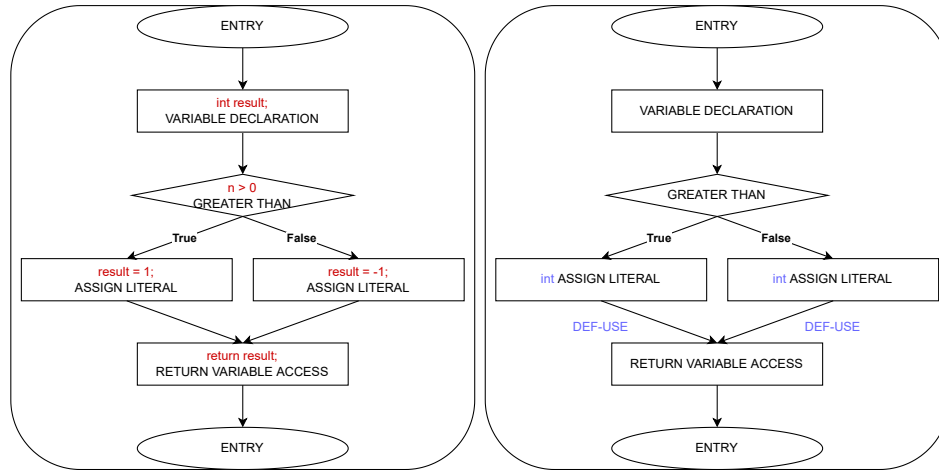 ENTRY
int result;
VARIABLE DECLARATION
n > 0
GREATER THAN
True
False
result = 1;
ASSIGN LITERAL
result = -1;
ASSIGN LITERAL
return result;
RETURN VARIABLE ACCESS
ENTRY
ENTRY
VARIABLE DECLARATION
GREATER THAN
True
False
int ASSIGN LITERAL
int ASSIGN LITERAL
DEF-USE
DEF-USE
RETURN VARIABLE ACCESS
ENTRY